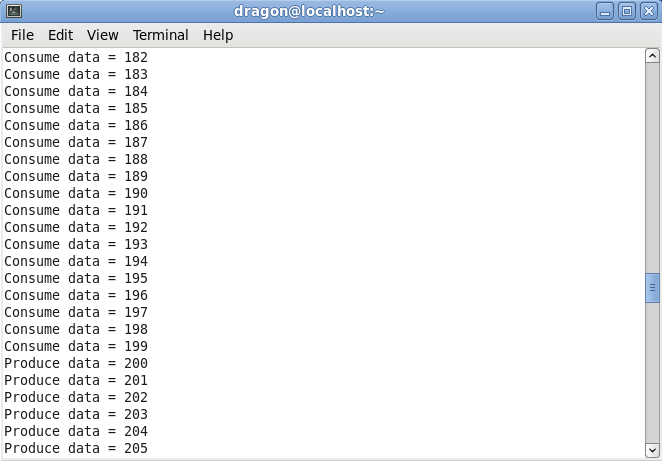 dragon@localhost:~
File Edit View Terminal Help
Consume data = 182
Consume data = 183
Consume data = 184
Consume data = 185
Consume data = 186
Consume data = 187
Consume data = 188
Consume data = 189
Consume data = 190
Consume data = 191
Consume data = 192
Consume data = 193
Consume data = 194
Consume data = 195
Consume data = 196
Consume data = 197
Consume data = 198
Consume data = 199
Produce data = 200
Produce data = 201
Produce data = 202
Produce data = 203
Produce data = 204
Produce data = 205